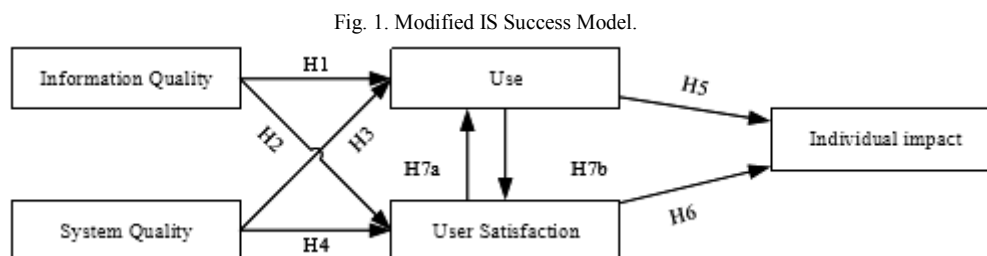 Fig. 1. Modified IS Success Model.
Information Quality
H1
Use
H5
H2
H3
Individual impact
H7a
H7b
System Quality
H4
User Satisfaction
H6